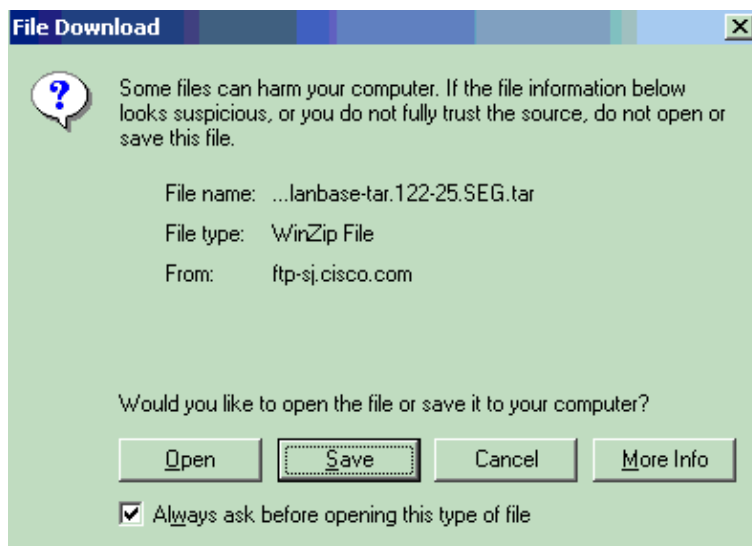 File Download
Some files can harm your computer. If the file information below
looks suspicious, or you do not fully trust the source, do not open or
save this file.
File name: ...lanbase-tar.122-25.SEG.tar
File type: WinZip File
From: ftp-sj.cisco.com
Would you like to open the file or save it to your computer?
Open Save Cancel More Info
Always ask before opening this type of file